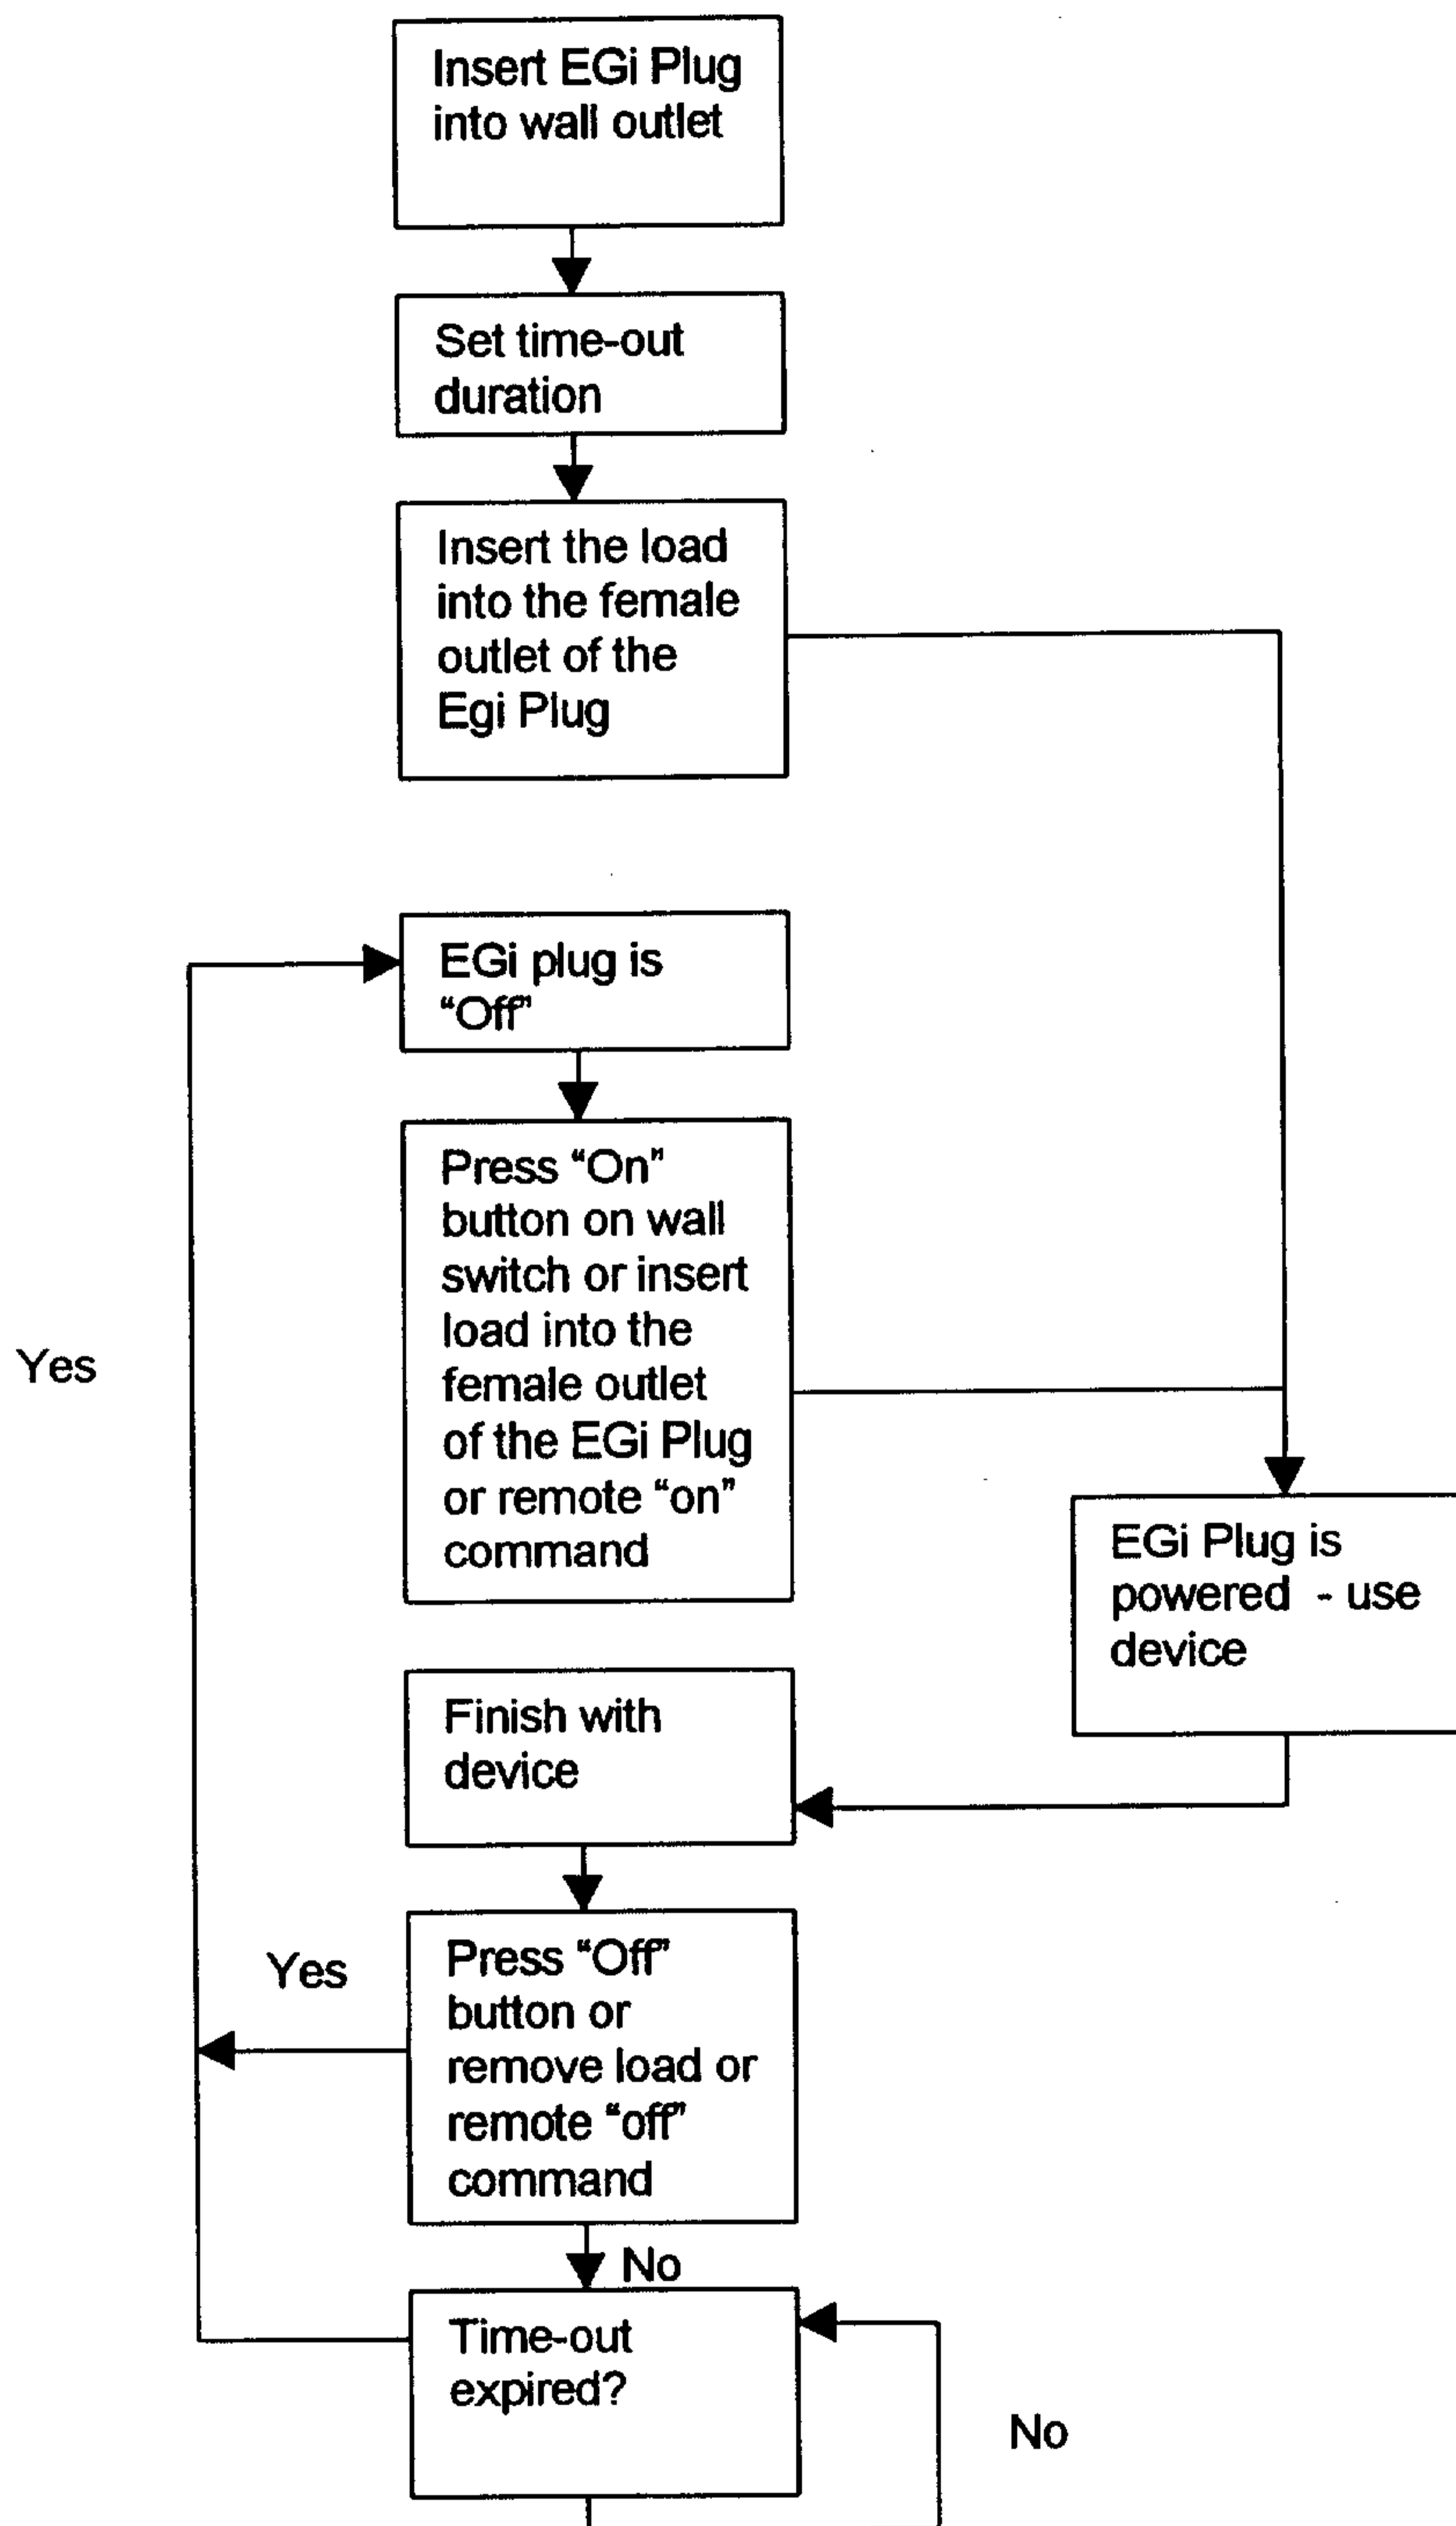 Insert EGi Plug
into wall outlet
Set time-out
duration
Insert the load
into the female
outlet of the
Egi Plug
EGi plug is
“Off”
Press “On”
button on wall
switch or insert
load into the
female outlet
of the EGi Plug
or remote “on”
command
Yes
EGi Plug is
powered - use
device
Finish with
device
Yes
Press “Off”
button or
remove load or
remote “off”
command
No
Time-out
expired?
No